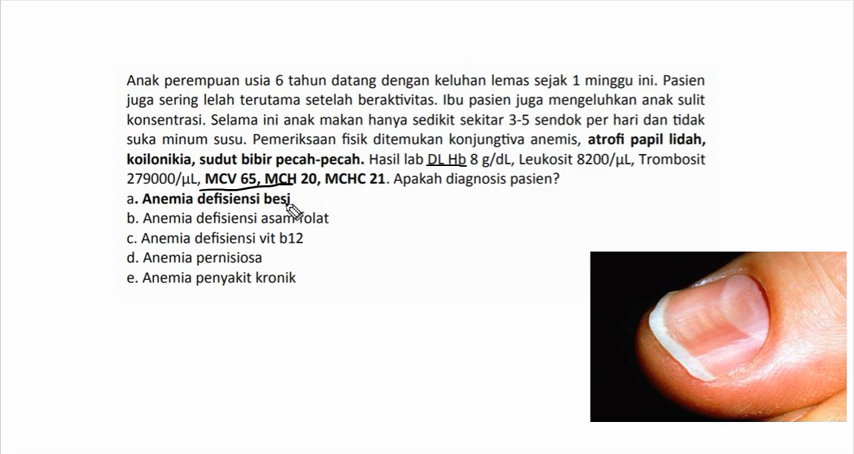 Anak perempuan usia 6 tahun datang dengan keluhan lemas sejak 1 minggu ini. Pasien
juga sering lelah terutama setelah beraktivitas. Ibu pasien juga mengeluhkan anak sulit
konsentrasi. Selama ini anak makan hanya sedikit sekitar 3-5 sendok per hari dan tidak
suka minum susu. Pemeriksaan fisik ditemukan konjungtiva anemis, atrofi papil lidah,
koilonikia, sudut bibir pecah-pecah. Hasil lab DL Hb 8 g/dL, Leukosit 8200/µL, Trombosit
279000/µL, MCV 65, MCH 20, MCHC 21. Apakah diagnosis pasien?
a. Anemia defisiensi besi
b. Anemia defisiensi asam folat
c. Anemia defisiensi vit b12
d. Anemia pernisiosa
e. Anemia penyakit kronik